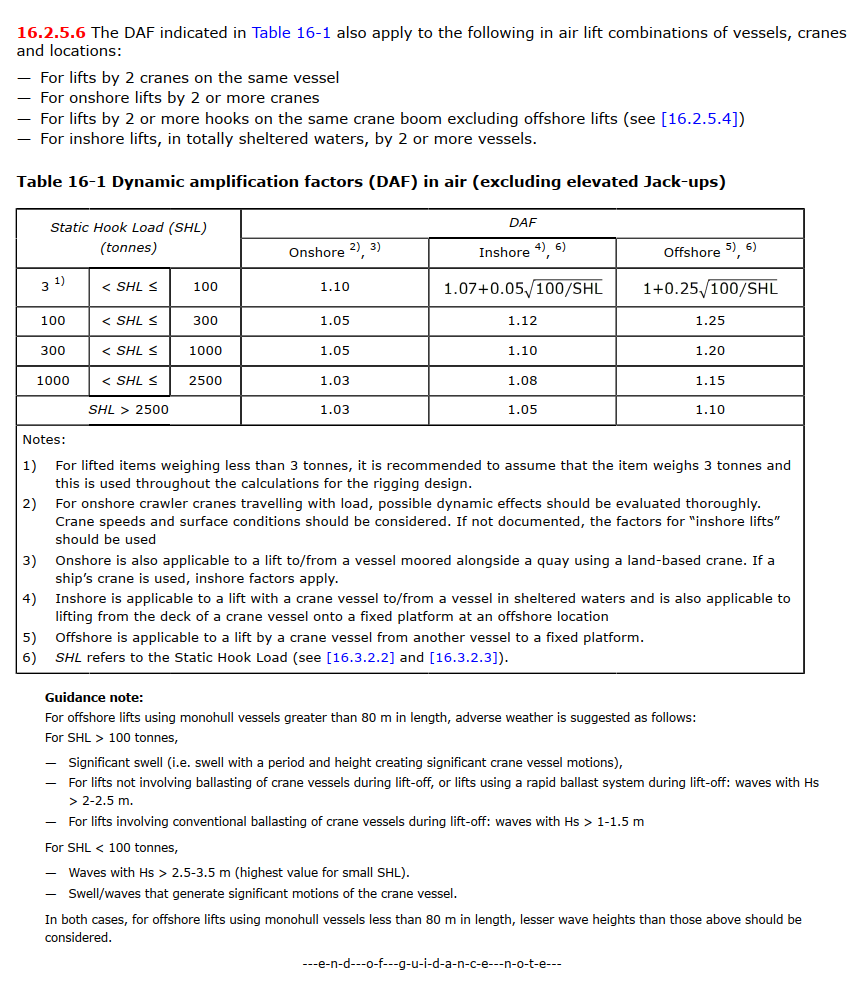 16.2.5.6 The DAF indicated in Table 16-1 also apply to the following in air lift combinations of vessels, cranes
and locations:
— For lifts by 2 cranes on the same vessel
— For onshore lifts by 2 or more cranes
— For lifts by 2 or more hooks on the same crane boom excluding offshore lifts (see [16.2.5.4])
— For inshore lifts, in totally sheltered waters, by 2 or more vessels.
Table 16-1 Dynamic amplification factors (DAF) in air (excluding elevated Jack-ups)
Static Hook Load (SHL)
(tonnes)
DAF
Onshore 2), 3)
Inshore 4), 6)
Offshore 5), 6)
3 1) < SHL ≤ 100 1.10 1.07+0.05√100/SHL 1+0.25√100/SHL
100 < SHL ≤ 300 1.05 1.12 1.25
300 < SHL ≤ 1000 1.05 1.10 1.20
1000 < SHL ≤ 2500 1.03 1.08 1.15
SHL > 2500 1.03 1.05 1.10
Notes:
1) For lifted items weighing less than 3 tonnes, it is recommended to assume that the item weighs 3 tonnes and
this is used throughout the calculations for the rigging design.
2) For onshore crawler cranes travelling with load, possible dynamic effects should be evaluated thoroughly.
Crane speeds and surface conditions should be considered. If not documented, the factors for “inshore lifts”
should be used
3) Onshore is also applicable to a lift to/from a vessel moored alongside a quay using a land-based crane. If a
ship’s crane is used, inshore factors apply.
4) Inshore is applicable to a lift with a crane vessel to/from a vessel in sheltered waters and is also applicable to
lifting from the deck of a crane vessel onto a fixed platform at an offshore location
5) Offshore is applicable to a lift by a crane vessel from another vessel to a fixed platform.
6) SHL refers to the Static Hook Load (see [16.3.2.2] and [16.3.2.3]).
Guidance note:
For offshore lifts using monohull vessels greater than 80 m in length, adverse weather is suggested as follows:
For SHL > 100 tonnes,
— Significant swell (i.e. swell with a period and height creating significant crane vessel motions),
— For lifts not involving ballasting of crane vessels during lift-off, or lifts using a rapid ballast system during lift-off: waves with Hs
> 2-2.5 m.
— For lifts involving conventional ballasting of crane vessels during lift-off: waves with Hs > 1-1.5 m
For SHL < 100 tonnes,
— Waves with Hs > 2.5-3.5 m (highest value for small SHL).
— Swell/waves that generate significant motions of the crane vessel.
In both cases, for offshore lifts using monohull vessels less than 80 m in length, lesser wave heights than those above should be
considered.
---e-n-d---o-f---g-u-i-d-a-n-c-e---n-o-t-e---